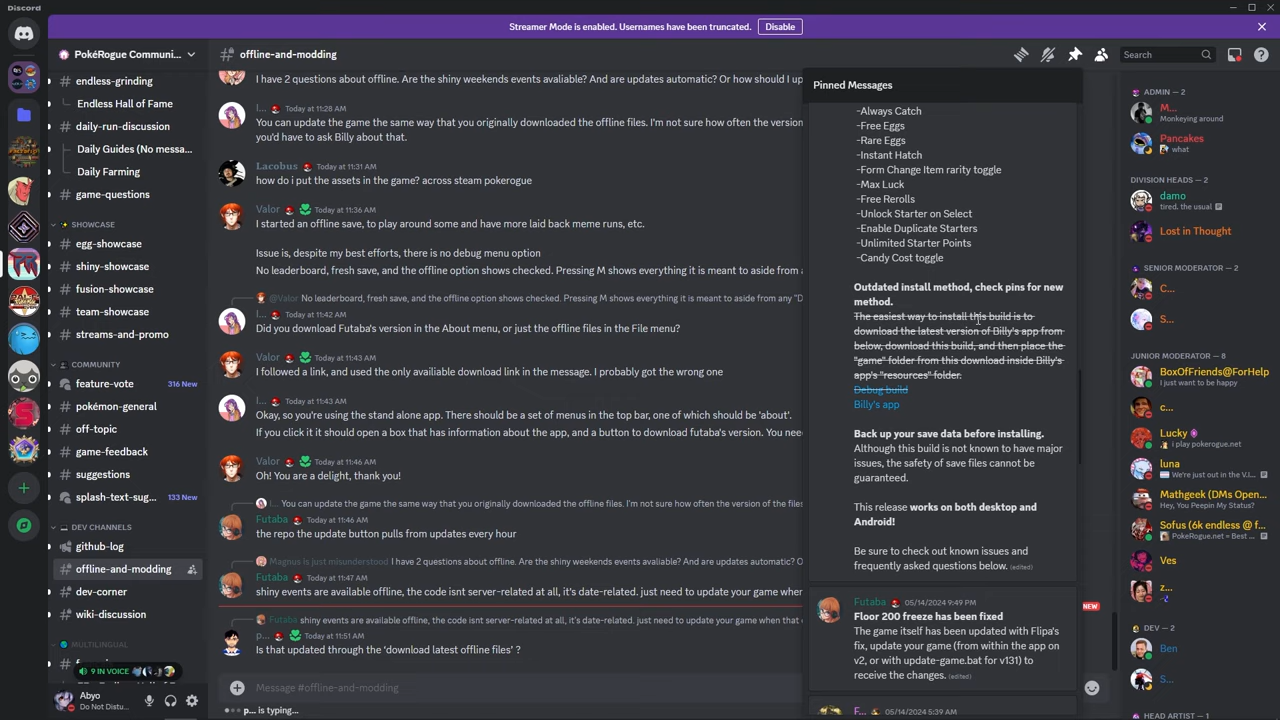 Discord
Streamer Mode is enabled. Usernames have been truncated.
Disable
PokéRogue Communi...
endless-grinding
Endless Hall of Fame
daily-run-discussion
Daily Guides (No messa...
Daily Farming
game-questions
SHOWCASE
egg-showcase
shiny-showcase
fusion-showcase
team-showcase
streams-and-promo
COMMUNITY
feature-vote
316 New
pokémon-general
off-topic
game-feedback
suggestions
splash-text-sug...
133 New
DEV CHANNELS
github-log
offline-and-modding
dev-corner
wiki-discussion
MULTILINGUAL
9 IN VOICE
Abyo
Do Not Distu...
offline-and-modding
Search
I have 2 questions about offline. Are the shiny weekends events avaliable? And are updates automatic? Or how should I up
I... Today at 11:28 AM
You can update the game the same way that you originally downloaded the offline files. I'm not sure how often the version
you'd have to ask Billy about that.
Lacobus Today at 11:31 AM
how do i put the assets in the game? across steam pokerogue
Valor Today at 11:36 AM
I started an offline save, to play around some and have more laid back meme runs, etc.
Issue is, despite my best efforts, there is no debug menu option
No leaderboard, fresh save, and the offline option shows checked. Pressing M shows everything it is meant to aside from a
@Valor No leaderboard, fresh save, and the offline option shows checked. Pressing M shows everything it is meant to aside from any "D
I... Today at 11:42 AM
Did you download Futaba's version in the About menu, or just the offline files in the File menu?
Valor Today at 11:43 AM
I followed a link, and used the only availiable download link in the message. I parobably got the wrong one
I... Today at 11:43 AM
Okay, so you're using the stand alone app. There should be a set of menus in the top bar, one of which should be 'about'.
If you click it it should open a box that has information about the app, and a button to download futaba's version. You nee
Valor Today at 11:46 AM
Oh! You are a delight, thank you!
I... You can update the game the same way that you originally downloaded the offline files. I'm not sure how often the version of the files
Futaba Today at 11:46 AM
the repo the update button pulls from updates every hour
Magnus is just misunderstood I have 2 questions about offline. Are the shiny weekends events avaliable? And are updates automatic? O
Futaba Today at 11:47 AM
shiny events are available offline, the code isnt server-related at all, it's date-related. just need to update your game when
Futaba shiny events are available offline, the code isnt server-related at all, it's date-related. just need to update your game when that
p... Today at 11:51 AM
Is that updated through the 'download latest offline files' ?
Message #offline-and-modding
p... is typing...
Pinned Messages
-Always Catch
-Free Eggs
-Rare Eggs
-Instant Hatch
-Form Change Item rarity toggle
-Max Luck
-Free Rerolls
-Unlock Starter on Select
-Enable Duplicate Starters
-Unlimited Starter Points
-Candy Cost toggle
Outdated install method, check pins for new
method.
The easiest way to install this build is to
download the latest version of Billy's app from
below, download this build, and then place the
"game" folder from this download inside Billy's
app's "resources" folder.
Debug build
Billy's app
Back up your save data before installing.
Although this build is not known to have major
issues, the safety of save files cannot be
guaranteed.
This release works on both desktop and
Android!
Be sure to check out known issues and
frequently asked questions below. (edited)
Futaba 05/14/2024 9:49 PM
Floor 200 freeze has been fixed
The game itself has been updated with Flipa's
fix, update your game (from within the app on
v2, or with update-game.bat for v131) to
receive the changes. (edited)
F... 05/14/2024 5:39 AM
NEW
ADMIN — 2
M...
Monkeying around
Pancakes
what
DIVISION HEADS — 2
damo
tired. the usual
Lost in Thought
SENIOR MODERATOR — 2
C...
S...
JUNIOR MODERATOR — 8
BoxOfFriends@ForHelp
I just want to be happy
c...
Lucky
i play pokerogue.net
luna
We're just out in the V.I...
Mathgeek (DMs Open...
Hey, You Peepin My Status?
Sofus (6k endless @ f...
PokeRogue.net = Best ...
Ves
z...
DEV — 2
Ben
S...
HEAD ARTIST — 2